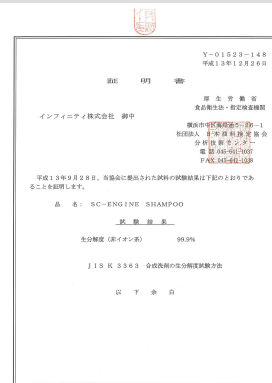 Y－01523－148
平成13年12月26日
証 明 書
厚 生 労 働 省
食品衛生法・指定検査機関
インフィニティ株式会社 御中
社団法人 日本油料検定協会
分析技術センター
電 話 045-641-1037
FAX 045-641-1038
平成13年9月28日、当協会に提出された試料の試験結果は下記のとおりであ
ることを証明します。
品 名： SC－ENGINE SHAMPOO
試 験 結 果
生分解度（非イオン系） 99.9%
JIS K 3363 合成洗剤の生分解度試験方法
以 下 余 白